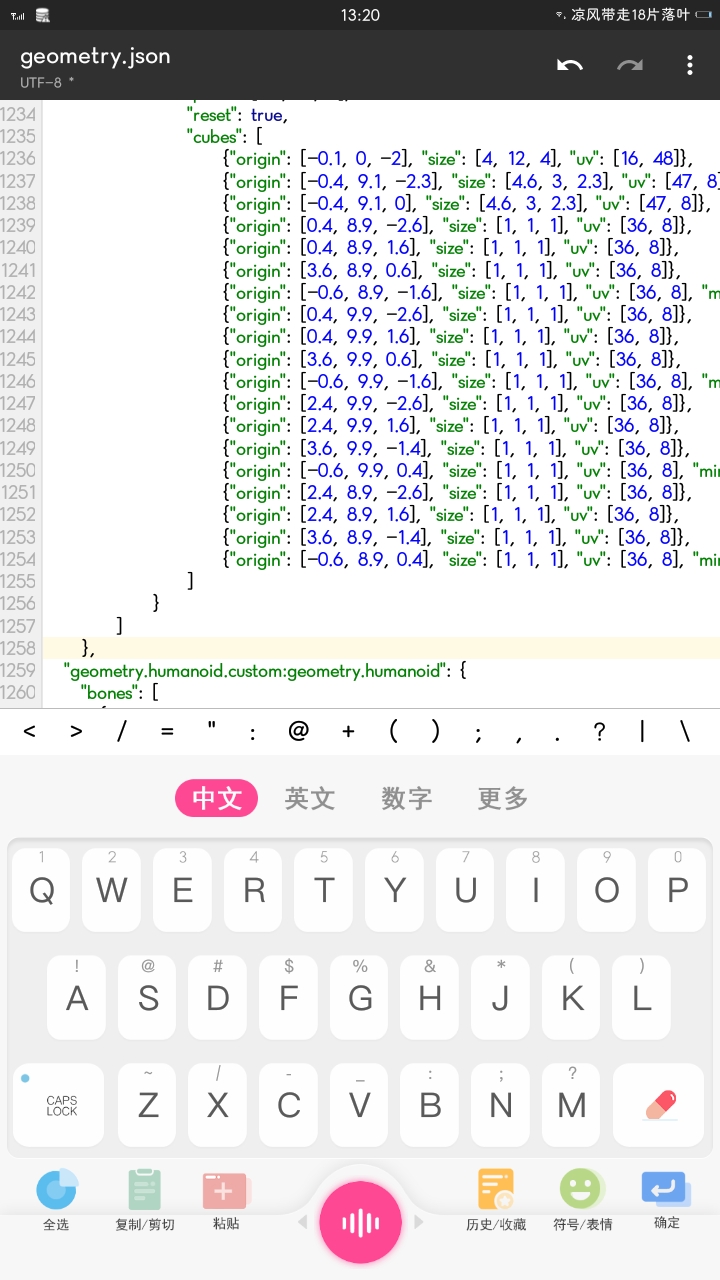 13:20
凉风带走18片落叶
geometry.json
UTF-8 *
1234 "reset": true,
1235 "cubes": [
1236 {"origin": [-0.1, 0, -2], "size": [4, 12, 4], "uv": [16, 48]},
1237 {"origin": [-0.4, 9.1, -2.3], "size": [4.6, 3, 2.3], "uv": [47, 8]
1238 {"origin": [-0.4, 9.1, 0], "size": [4.6, 3, 2.3], "uv": [47, 8]},
1239 {"origin": [0.4, 8.9, -2.6], "size": [1, 1, 1], "uv": [36, 8]},
1240 {"origin": [0.4, 8.9, 1.6], "size": [1, 1, 1], "uv": [36, 8]},
1241 {"origin": [3.6, 8.9, 0.6], "size": [1, 1, 1], "uv": [36, 8]},
1242 {"origin": [-0.6, 8.9, -1.6], "size": [1, 1, 1], "uv": [36, 8], "m
1243 {"origin": [0.4, 9.9, -2.6], "size": [1, 1, 1], "uv": [36, 8]},
1244 {"origin": [0.4, 9.9, 1.6], "size": [1, 1, 1], "uv": [36, 8]},
1245 {"origin": [3.6, 9.9, 0.6], "size": [1, 1, 1], "uv": [36, 8]},
1246 {"origin": [-0.6, 9.9, -1.6], "size": [1, 1, 1], "uv": [36, 8], "m
1247 {"origin": [2.4, 9.9, -2.6], "size": [1, 1, 1], "uv": [36, 8]},
1248 {"origin": [2.4, 9.9, 1.6], "size": [1, 1, 1], "uv": [36, 8]},
1249 {"origin": [3.6, 9.9, -1.4], "size": [1, 1, 1], "uv": [36, 8]},
1250 {"origin": [-0.6, 9.9, 0.4], "size": [1, 1, 1], "uv": [36, 8], "mi
1251 {"origin": [2.4, 8.9, -2.6], "size": [1, 1, 1], "uv": [36, 8]},
1252 {"origin": [2.4, 8.9, 1.6], "size": [1, 1, 1], "uv": [36, 8]},
1253 {"origin": [3.6, 8.9, -1.4], "size": [1, 1, 1], "uv": [36, 8]},
1254 {"origin": [-0.6, 8.9, 0.4], "size": [1, 1, 1], "uv": [36, 8], "mi
1255 ]
1256 }
1257 ]
1258 },
1259 "geometry.humanoid.custom:geometry.humanoid": {
1260 "bones": [
< > / = " : @ + ( ) ; , . ? | \
中文 英文 数字 更多
1 2 3 4 5 6 7 8 9 0
Q W E R T Y U I O P
! @ # $ % & * ( )
A S D F G H J K L
~ / - _ : ; ?
CAPS LOCK Z X C V B N M
全选 复制/剪切 粘贴 历史/收藏 符号/表情 确定